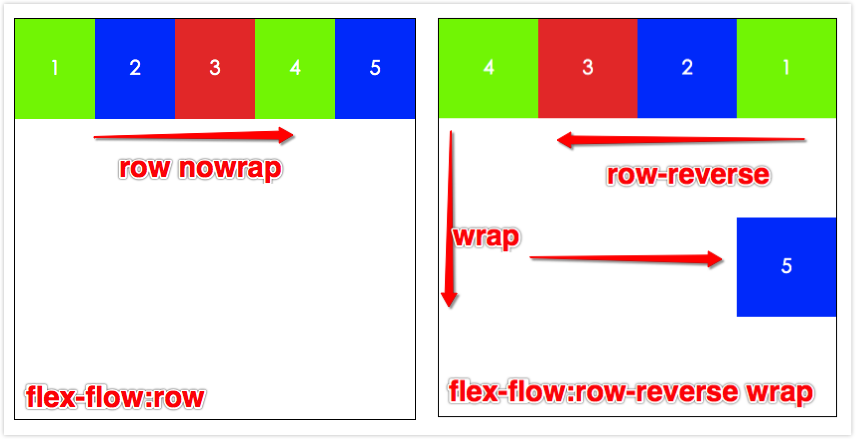 1 2 3 4 5
row nowrap
flex-flow:row
4 3 2 1
row-reverse
wrap
5
flex-flow:row-reverse wrap